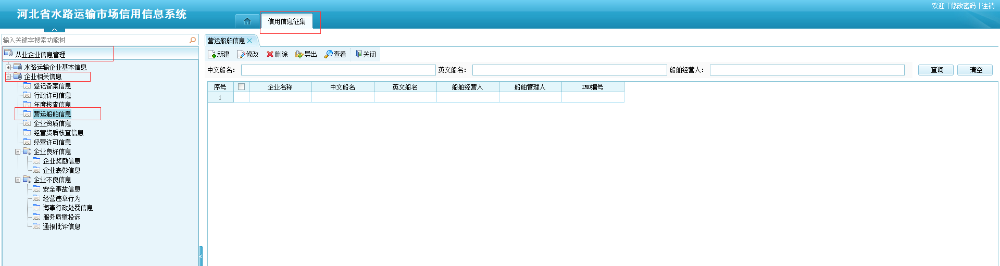 河北省水路运输市场信用信息系统
欢迎 | 修改密码 | 注销
信用信息征集
输入关键字搜索功能树
从业企业信息管理
水路运输企业基本信息
企业相关信息
登记备案信息
行政许可信息
年度核查信息
营运船舶信息
企业资质信息
经营资质核查信息
经营许可信息
企业良好信息
企业奖励信息
企业表彰信息
企业不良信息
安全事故信息
经营违章行为
海事行政处罚信息
服务质量投诉
通报批评信息
营运船舶信息
新建 修改 删除 导出 查看 关闭
中文船名： 英文船名： 船舶经营人： 查询 清空
序号 企业名称 中文船名 英文船名 船舶经营人 船舶管理人 IMO编号
1